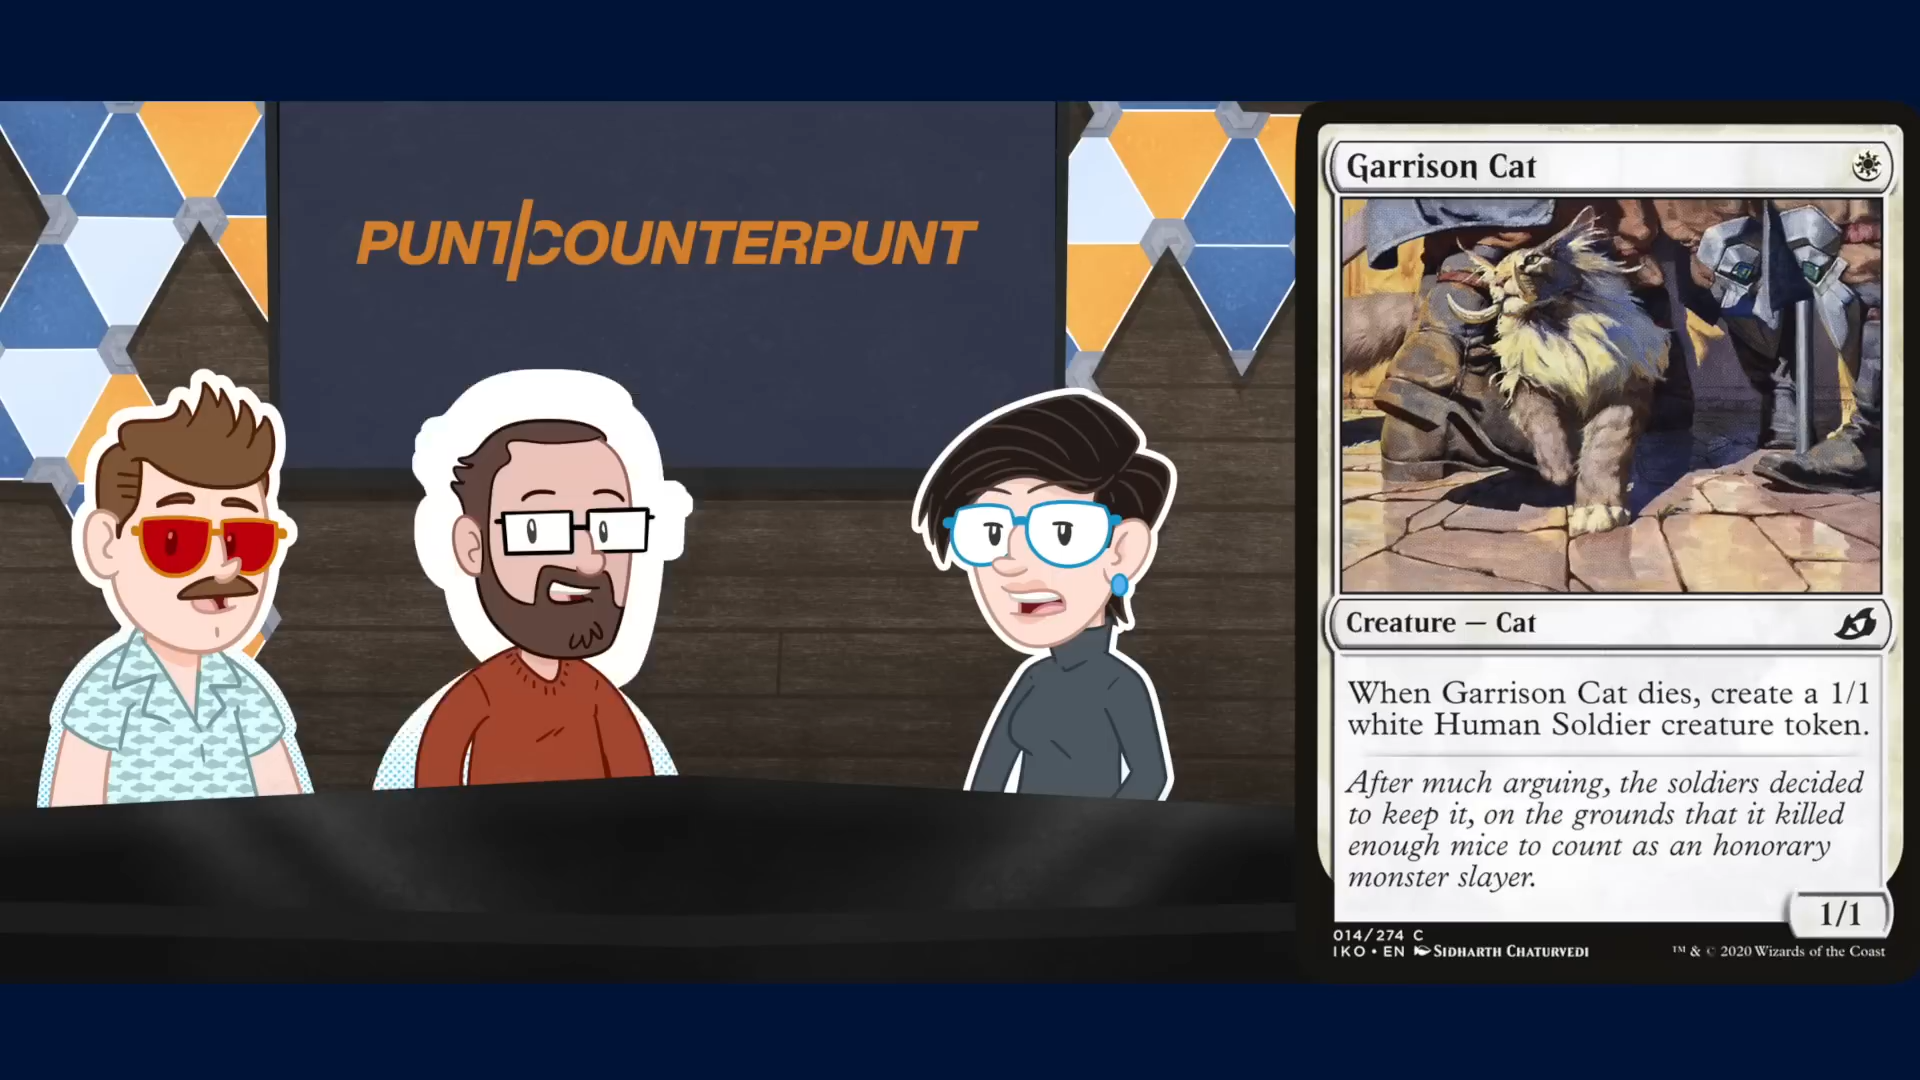 PUNT/COUNTERPUNT
Garrison Cat
Creature — Cat
When Garrison Cat dies, create a 1/1
white Human Soldier creature token.
After much arguing, the soldiers decided
to keep it, on the grounds that it killed
enough mice to count as an honorary
monster slayer.
1/1
014/274 C
IKO • EN SIDHARTH CHATURVEDI
™ & © 2020 Wizards of the Coast